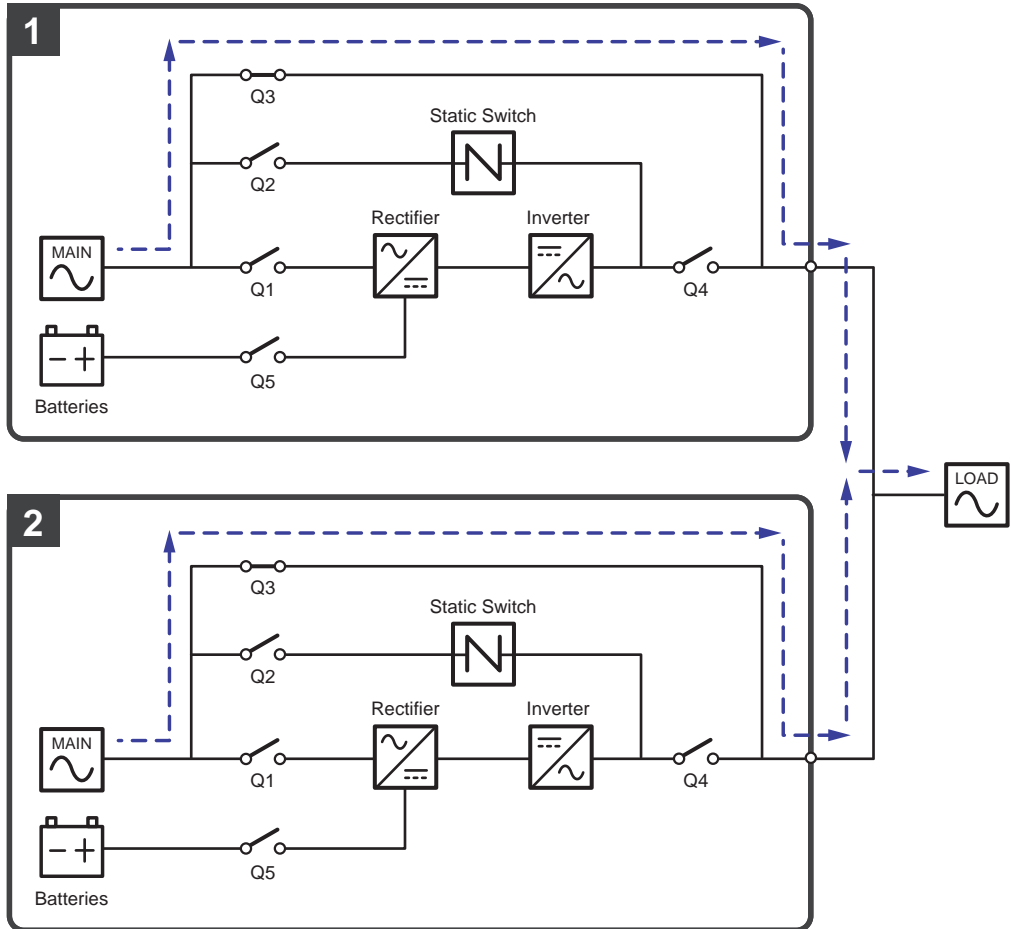 1
Q3
Static Switch
Q2
Rectifier
Inverter
MAIN
Q1
Q4
Q5
Batteries
LOAD
2
Q3
Static Switch
Q2
Rectifier
Inverter
MAIN
Q1
Q4
Q5
Batteries